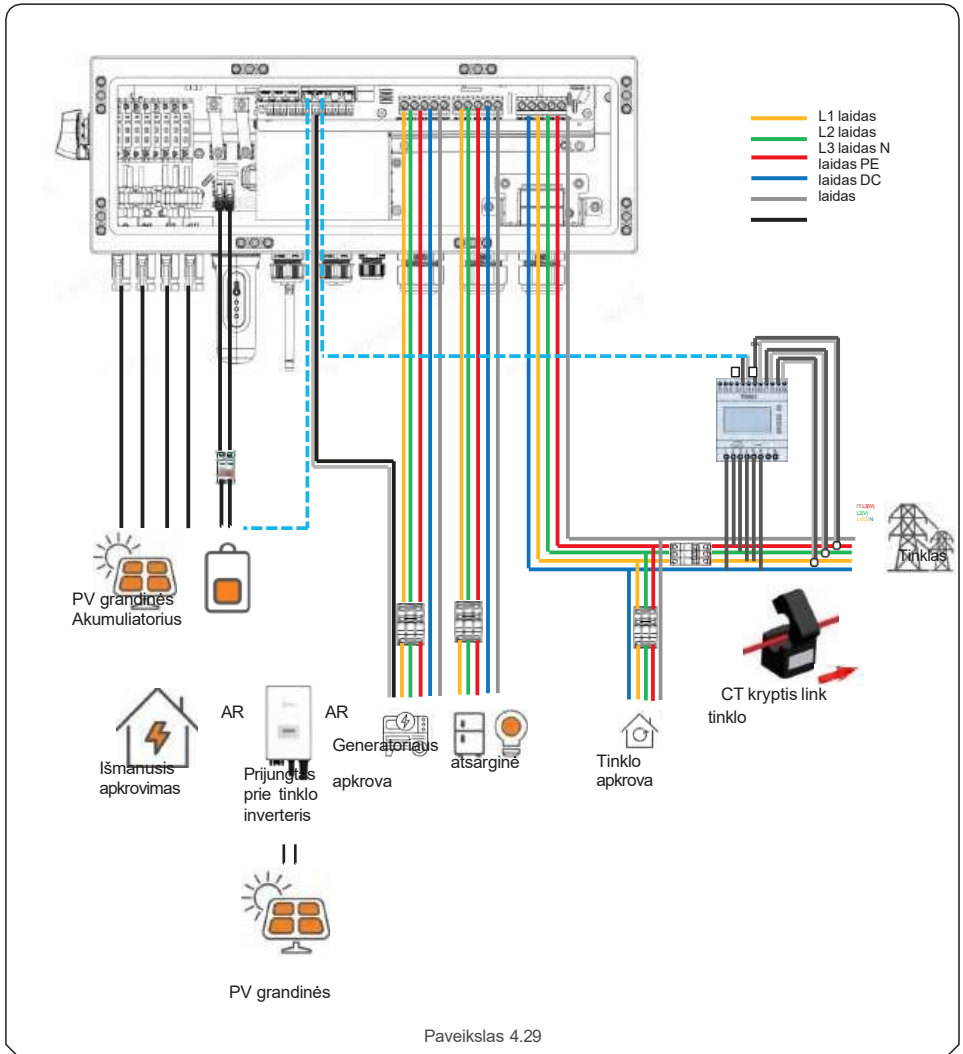 L1 laidas
L2 laidas
L3 laidas N
laidas PE
laidas DC
laidas
Tinklas
PV grandinės
Akumuliatorius
CT kryptis link
tinklo
AR
AR
Išmanusis
apkrovimas
Prijungtas
prie tinklo
inverteris
Generatoriaus
apkrova
atsarginė
Tinklo
apkrova
PV grandinės
Paveikslas 4.29